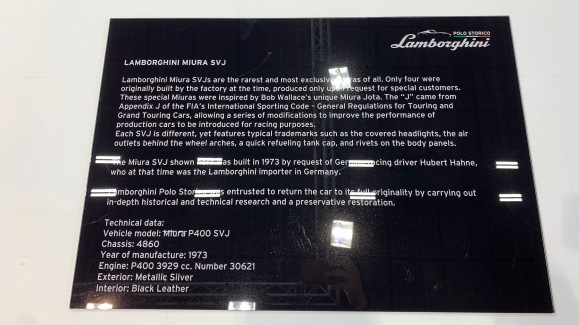 POLO STORICO
Lamborghini
LAMBORGHINI MIURA SVJ
Lamborghini Miura SVJs are the rarest and most exclusive of all. Only four were
originally built by the factory at the time, produced only upon request for special customers.
These special Miuras were inspired by Bob Wallace's unique Miura Jota. The "J" came from
Appendix J of the FIA's International Sporting Code – General Regulations for Touring and
Grand Touring Cars, allowing a series of modifications to improve the performance of
production cars to be introduced for racing purposes.
Each SVJ is different, yet features typical trademarks such as the covered headlights, the air
outlets behind the wheel arches, a quick refueling tank cap, and rivets on the body panels.
The Miura SVJ shown was built in 1973 by request of German racing driver Hubert Hahne,
who at that time was the Lamborghini importer in Germany.
Lamborghini Polo Storico was entrusted to return the car to its full originality by carrying out
in-depth historical and technical research and a preservative restoration.
Technical data:
Vehicle model: Miura P400 SVJ
Chassis: 4860
Year of manufacture: 1973
Engine: P400 3929 cc. Number 30621
Exterior: Metallic Silver
Interior: Black Leather